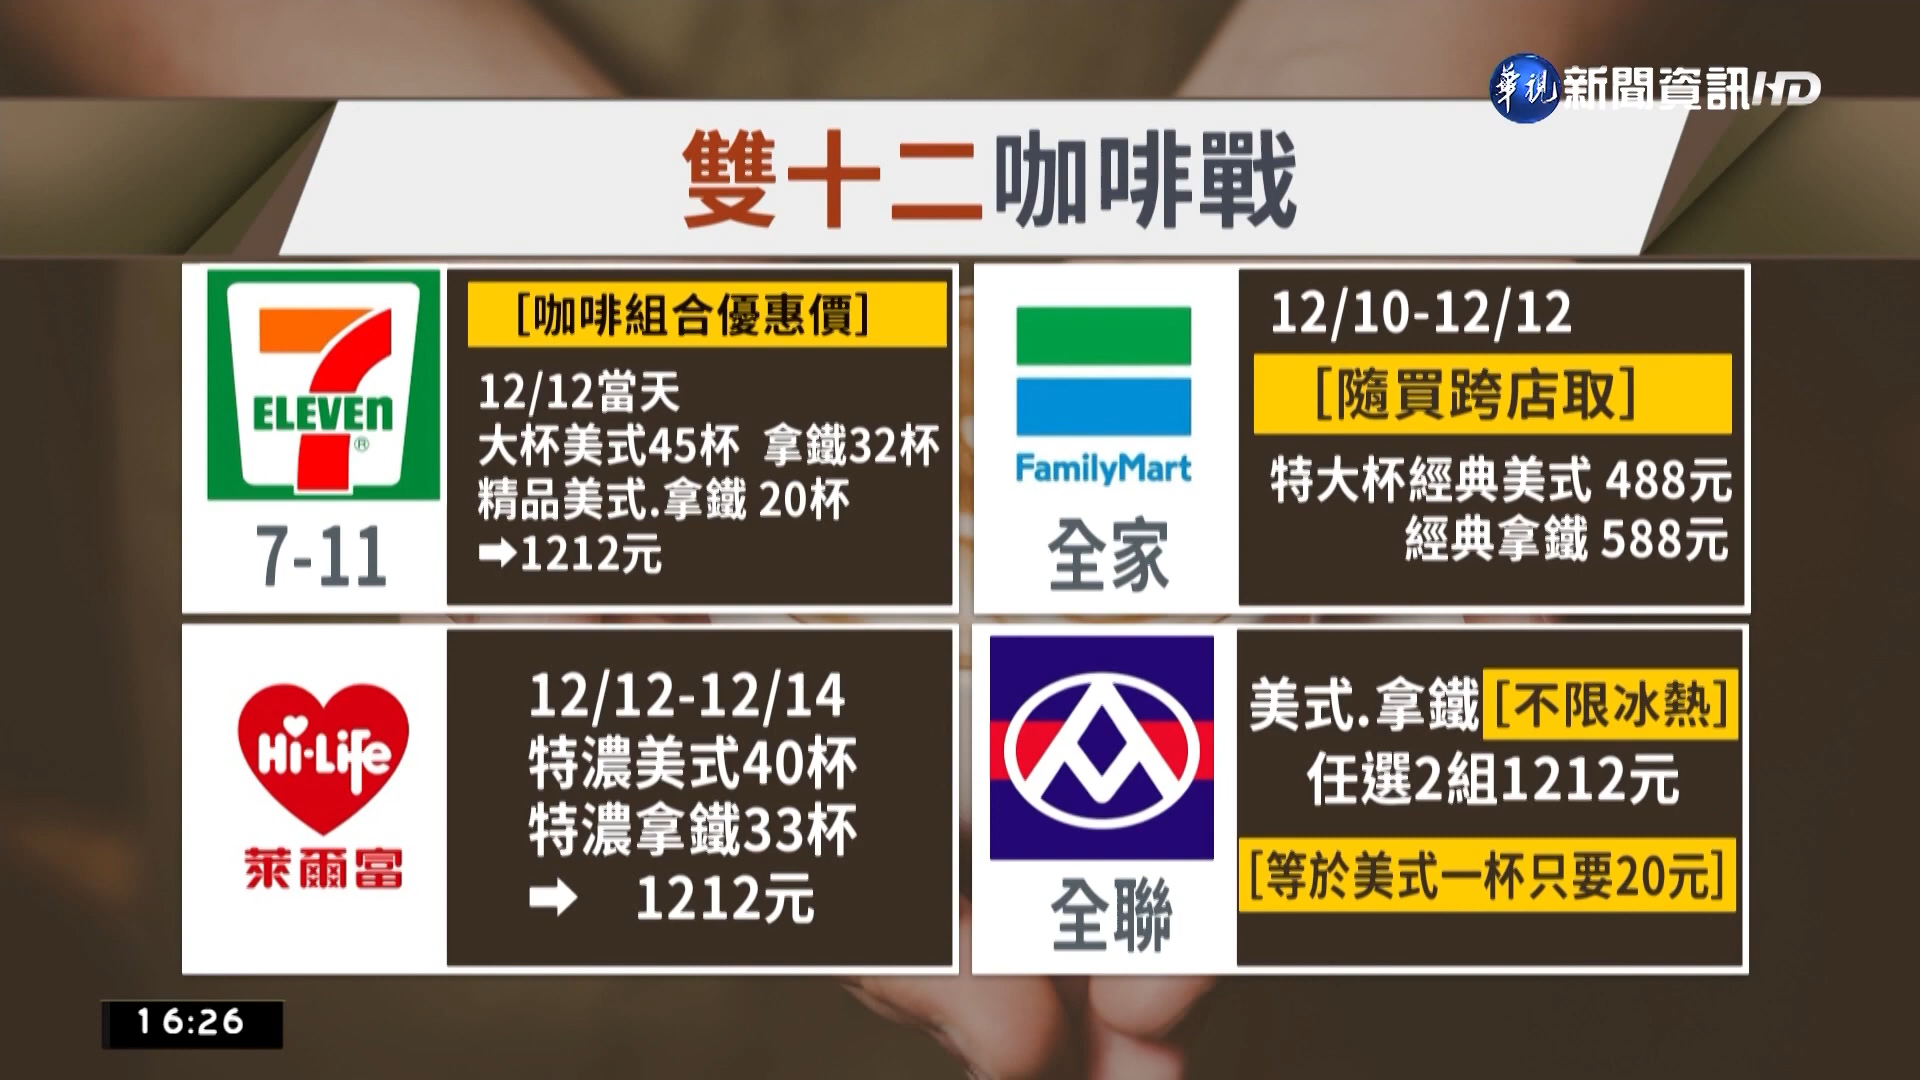 華視新聞資訊HD
雙十二咖啡戰
7
ELEVEN
®
7-11
[咖啡組合優惠價]
12/12當天
大杯美式45杯 拿鐵32杯
精品美式.拿鐵 20杯
➡1212元
FamilyMart
全家
12/10-12/12
[隨買跨店取]
特大杯經典美式 488元
經典拿鐵 588元
Hi-Life
萊爾富
12/12-12/14
特濃美式40杯
特濃拿鐵33杯
➡ 1212元
全聯
美式.拿鐵[不限冰熱]
任選2組1212元
[等於美式一杯只要20元]
16:26